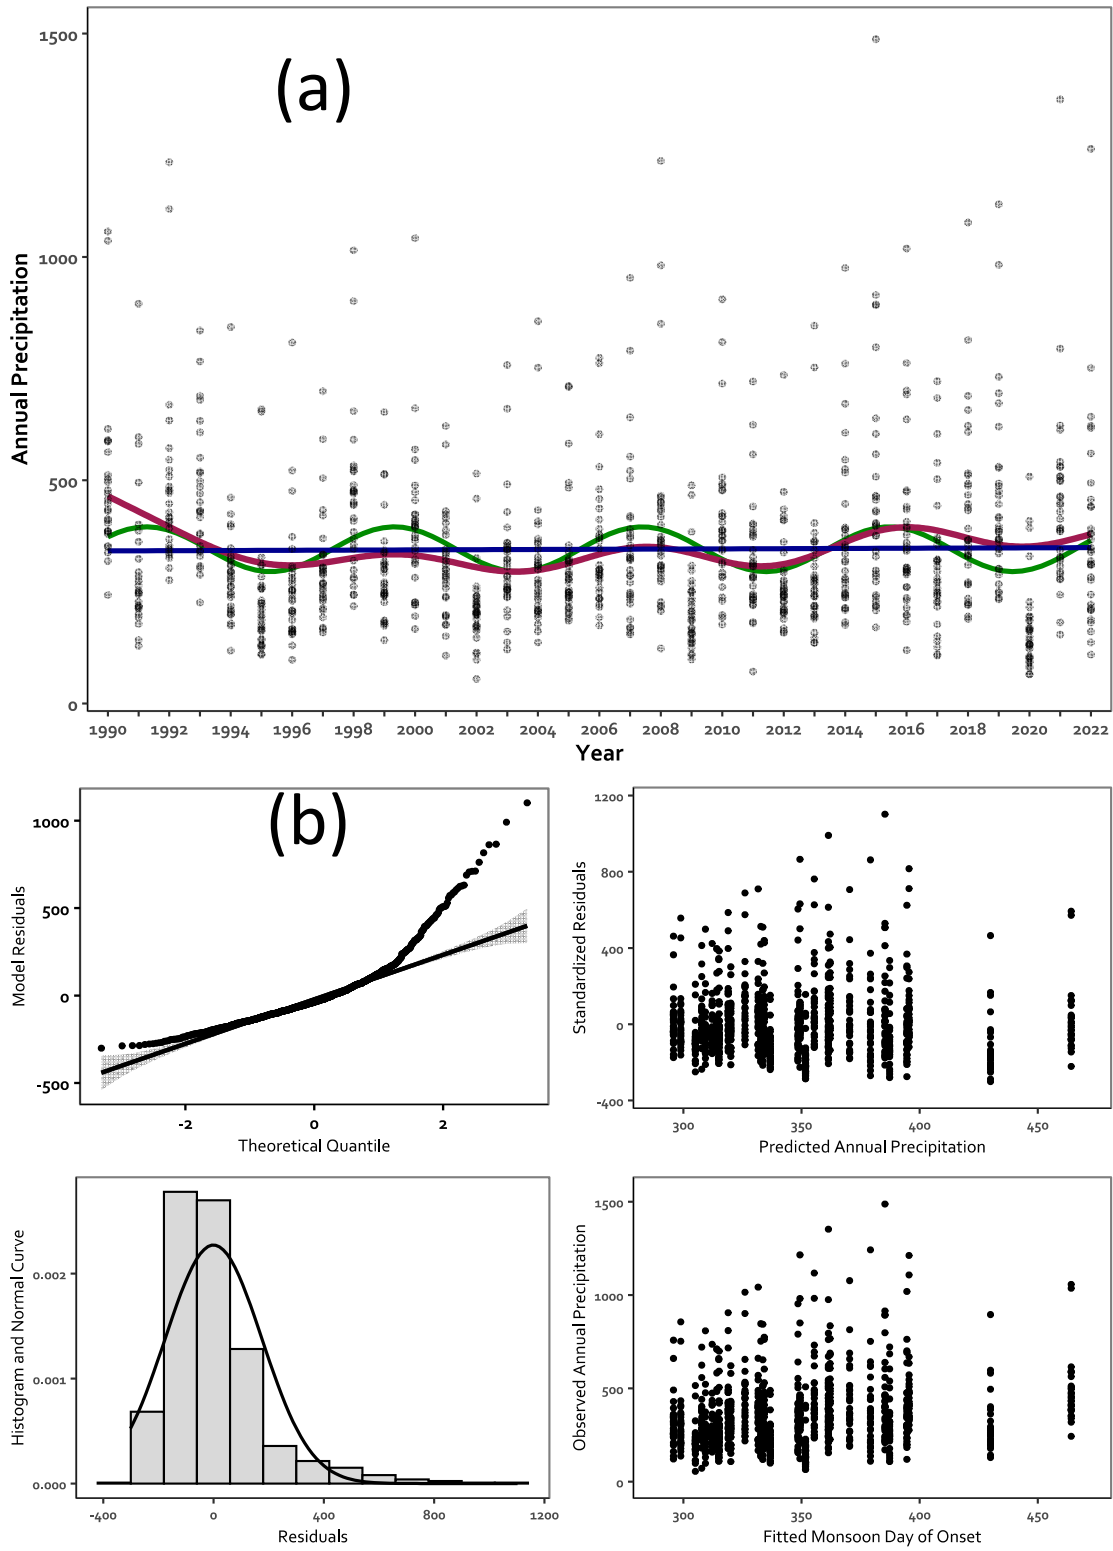 (a)
Annual Precipitation
1500
1000
500
0
1990 1992 1994 1996 1998 2000 2002 2004 2006 2008 2010 2012 2014 2016 2018 2020 2022
Year
(b)
Model Residuals
1000
500
0
-500
-2 0 2
Theoretical Quantile
Standardized Residuals
1200
800
400
0
-400
300 350 400 450
Predicted Annual Precipitation
Histogram and Normal Curve
0.002
0.001
0.000
-400 0 400 800 1200
Residuals
Observed Annual Precipitation
1500
1000
500
0
300 350 400 450
Fitted Monsoon Day of Onset